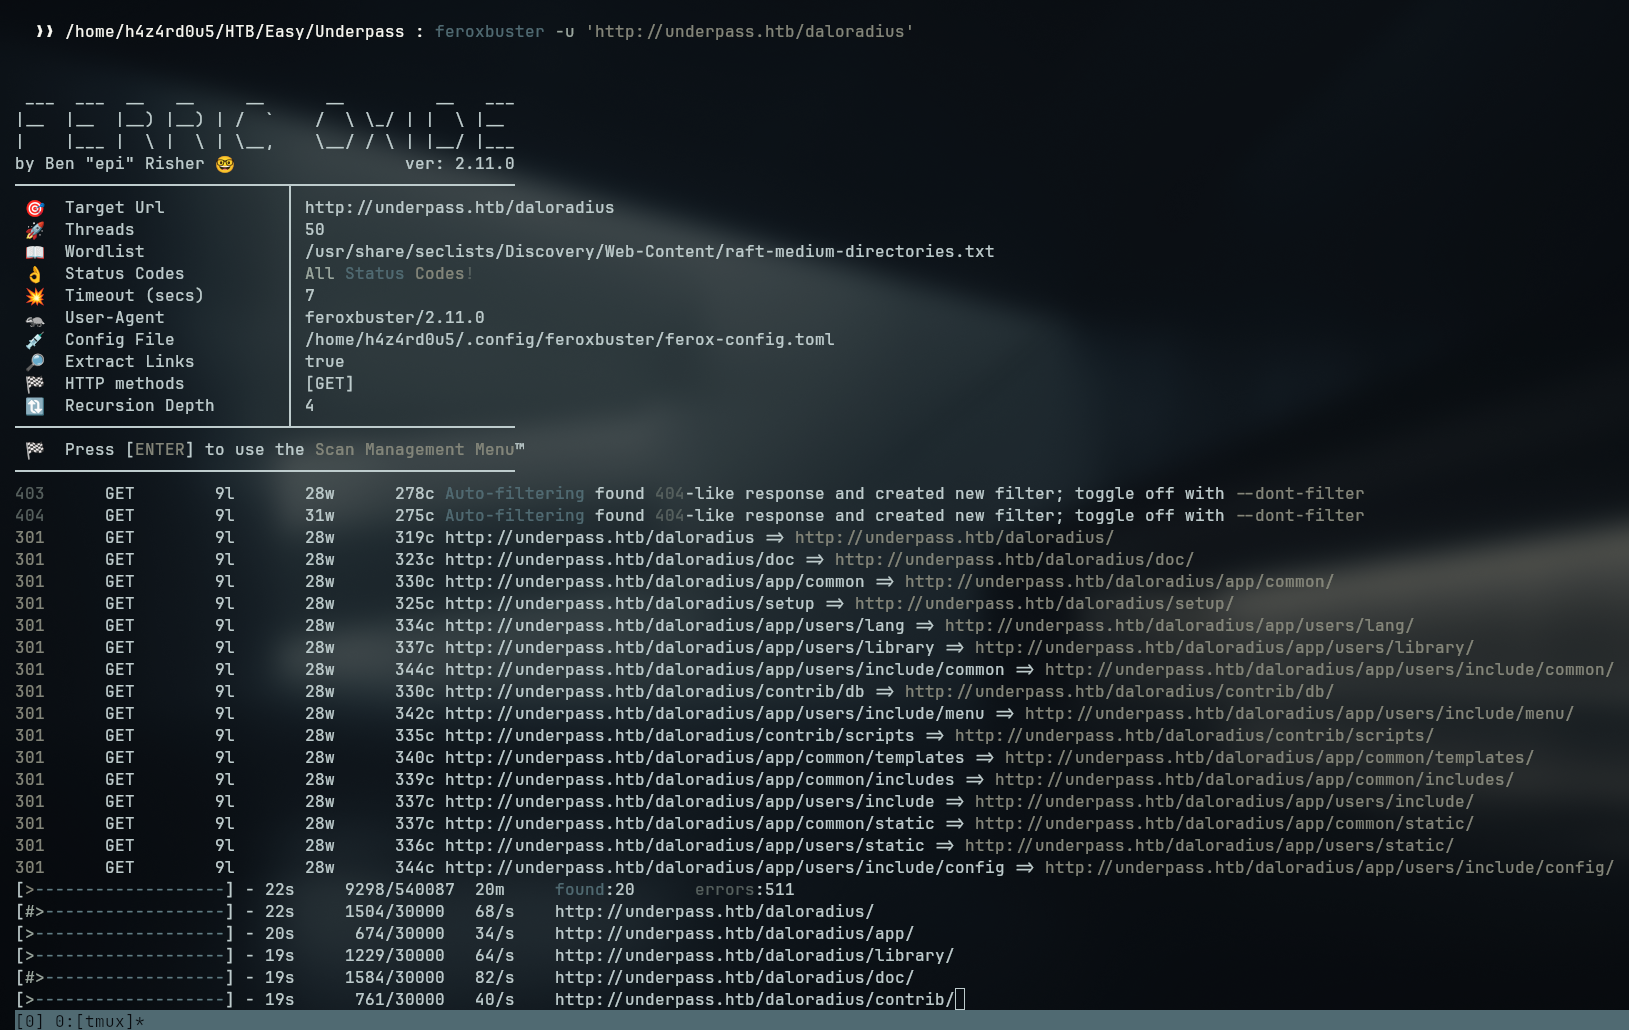 ❱❱ /home/h4z4rd0u5/HTB/Easy/Underpass : feroxbuster -u 'http://underpass.htb/daloradius'
FERRIC OXIDE
by Ben "epi" Risher 🤓 ver: 2.11.0
🎯 Target Url http://underpass.htb/daloradius
🚀 Threads 50
📖 Wordlist /usr/share/seclists/Discovery/Web-Content/raft-medium-directories.txt
👌 Status Codes All Status Codes!
💥 Timeout (secs) 7
🦡 User-Agent feroxbuster/2.11.0
💉 Config File /home/h4z4rd0u5/.config/feroxbuster/ferox-config.toml
🔎 Extract Links true
🏁 HTTP methods [GET]
🔃 Recursion Depth 4
🏁 Press [ENTER] to use the Scan Management Menu™
403 GET 9l 28w 278c Auto-filtering found 404-like response and created new filter; toggle off with --dont-filter
404 GET 9l 31w 275c Auto-filtering found 404-like response and created new filter; toggle off with --dont-filter
301 GET 9l 28w 319c http://underpass.htb/daloradius => http://underpass.htb/daloradius/
301 GET 9l 28w 323c http://underpass.htb/daloradius/doc => http://underpass.htb/daloradius/doc/
301 GET 9l 28w 330c http://underpass.htb/daloradius/app/common => http://underpass.htb/daloradius/app/common/
301 GET 9l 28w 325c http://underpass.htb/daloradius/setup => http://underpass.htb/daloradius/setup/
301 GET 9l 28w 334c http://underpass.htb/daloradius/app/users/lang => http://underpass.htb/daloradius/app/users/lang/
301 GET 9l 28w 337c http://underpass.htb/daloradius/app/users/library => http://underpass.htb/daloradius/app/users/library/
301 GET 9l 28w 344c http://underpass.htb/daloradius/app/users/include/common => http://underpass.htb/daloradius/app/users/include/common/
301 GET 9l 28w 330c http://underpass.htb/daloradius/contrib/db => http://underpass.htb/daloradius/contrib/db/
301 GET 9l 28w 342c http://underpass.htb/daloradius/app/users/include/menu => http://underpass.htb/daloradius/app/users/include/menu/
301 GET 9l 28w 335c http://underpass.htb/daloradius/contrib/scripts => http://underpass.htb/daloradius/contrib/scripts/
301 GET 9l 28w 340c http://underpass.htb/daloradius/app/common/templates => http://underpass.htb/daloradius/app/common/templates/
301 GET 9l 28w 339c http://underpass.htb/daloradius/app/common/includes => http://underpass.htb/daloradius/app/common/includes/
301 GET 9l 28w 337c http://underpass.htb/daloradius/app/users/include => http://underpass.htb/daloradius/app/users/include/
301 GET 9l 28w 337c http://underpass.htb/daloradius/app/common/static => http://underpass.htb/daloradius/app/common/static/
301 GET 9l 28w 336c http://underpass.htb/daloradius/app/users/static => http://underpass.htb/daloradius/app/users/static/
301 GET 9l 28w 344c http://underpass.htb/daloradius/app/users/include/config => http://underpass.htb/daloradius/app/users/include/config/
[>-------------------] - 22s 9298/540087 20m found:20 errors:511
[#>------------------] - 22s 1504/30000 68/s http://underpass.htb/daloradius/
[>-------------------] - 20s 674/30000 34/s http://underpass.htb/daloradius/app/
[>-------------------] - 19s 1229/30000 64/s http://underpass.htb/daloradius/library/
[#>------------------] - 19s 1584/30000 82/s http://underpass.htb/daloradius/doc/
[>-------------------] - 19s 761/30000 40/s http://underpass.htb/daloradius/contrib/
[0] 0:[tmux]*